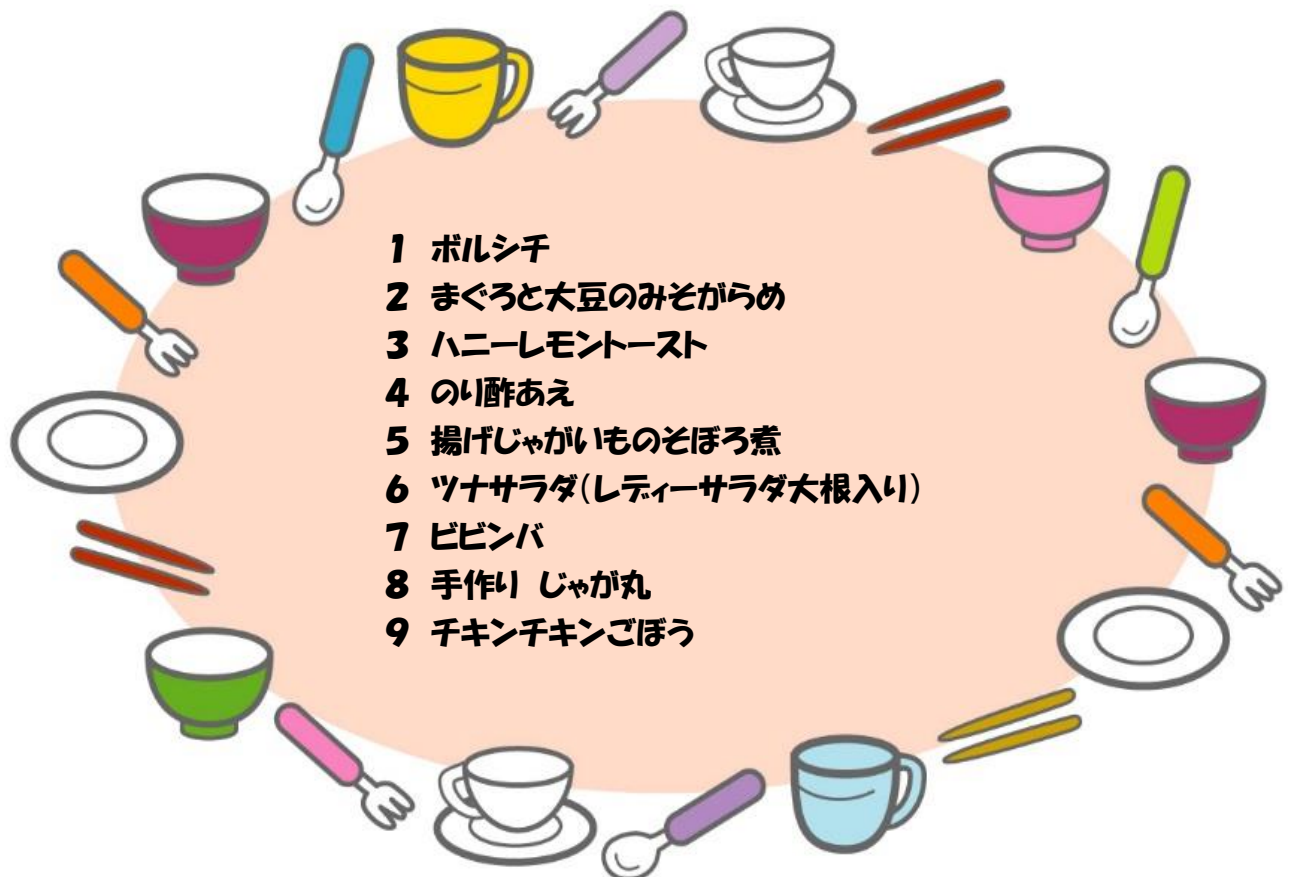 1 ボルシチ
2 まぐろと大豆のみそがらめ
3 ハニーレモントースト
4 のり酢あえ
5 揚げじゃがいものそぼろ煮
6 ツナサラダ(レディーサラダ大根入り)
7 ビビンバ
8 手作り じゃが丸
9 チキンチキンごぼう